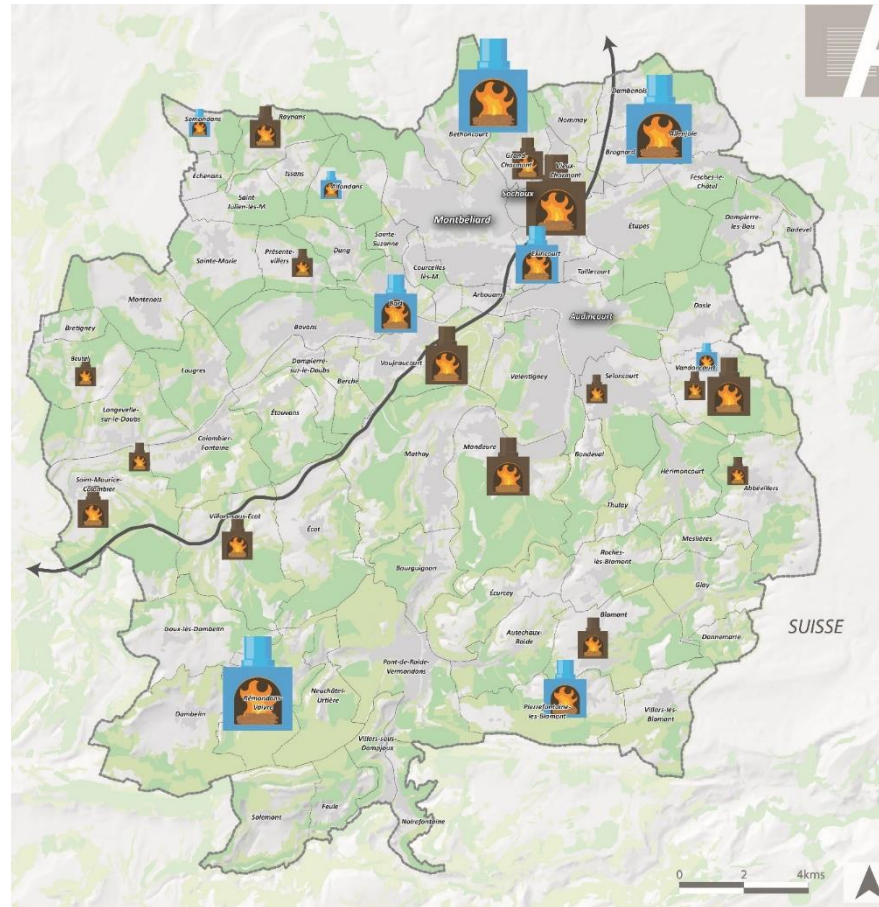 A
Dambenois
Allenjoie
Nommay
Bethoncourt
Brognard
Semondans
Raynans
Grand-
Charmont
Vieux-
Charmont
Sochaux
Fesches-le-
Châtel
Echenans
Issans
Allondans
Saint
Julien-lès-M.
Montbéliard
Étupes
Dampierre-
les-Bois
Badevel
Sainte-
Suzanne
Sainte-Marie
Présente-
villers
Dung
Courcelles-
lès-M.
Exincourt
Taillecourt
Arbouans
Montenois
Bart
Dasle
Bretigney
Bavans
Audincourt
Beutal
Lougres
Dampierre-
sur-le-Doubs
Berche
Voujeaucourt
Valentigney
Seloncourt
Vandoncourt
Longevelle-
sur-le-Doubs
Étouvans
Colombier-
Fontaine
Mathay
Mandeure
Bondeval
Hérimoncourt
Abbévillers
Saint-Maurice-
Colombier
Villars-sous-Écot
Écot
Thulay
Meslières
Roches-
lès-Blamont
Bourguignon
Écurcey
Glay
Blamont
Autechaux-
Roide
Dannemarie
SUISSE
Goux-lès-Dambelin
Pont-de-Roide-
Vermondans
Rémondans-
Vaivre
Neuchâtel-
Urtière
Pierrefontaine-
lès-Blamont
Villars-lès-
Blamont
Dambelin
Villars-sous-
Dampjoux
Solemont
Feule
Noirefontaine
0 2 4kms